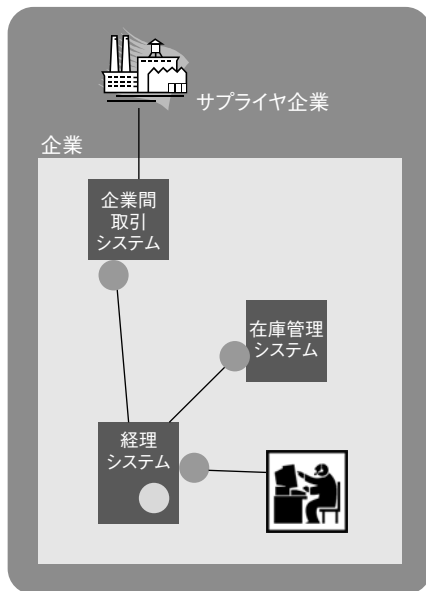 サプライヤ企業
企業
企業間
取引
システム
在庫管理
システム
経理
システム